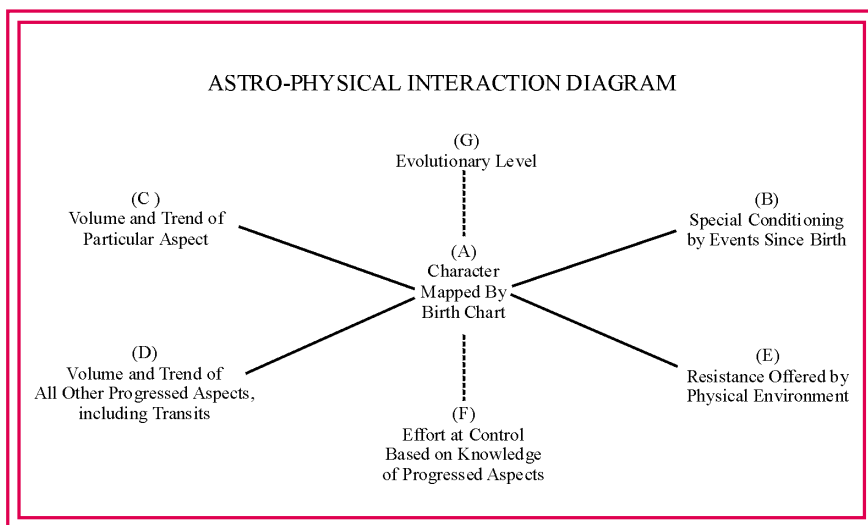 ASTRO-PHYSICAL INTERACTION DIAGRAM
(G)
Evolutionary Level
(C )
Volume and Trend of
Particular Aspect
(B)
Special Conditioning
by Events Since Birth
(A)
Character
Mapped By
Birth Chart
(D)
Volume and Trend of
All Other Progressed Aspects,
including Transits
(E)
Resistance Offered by
Physical Environment
(F)
Effort at Control
Based on Knowledge
of Progressed Aspects